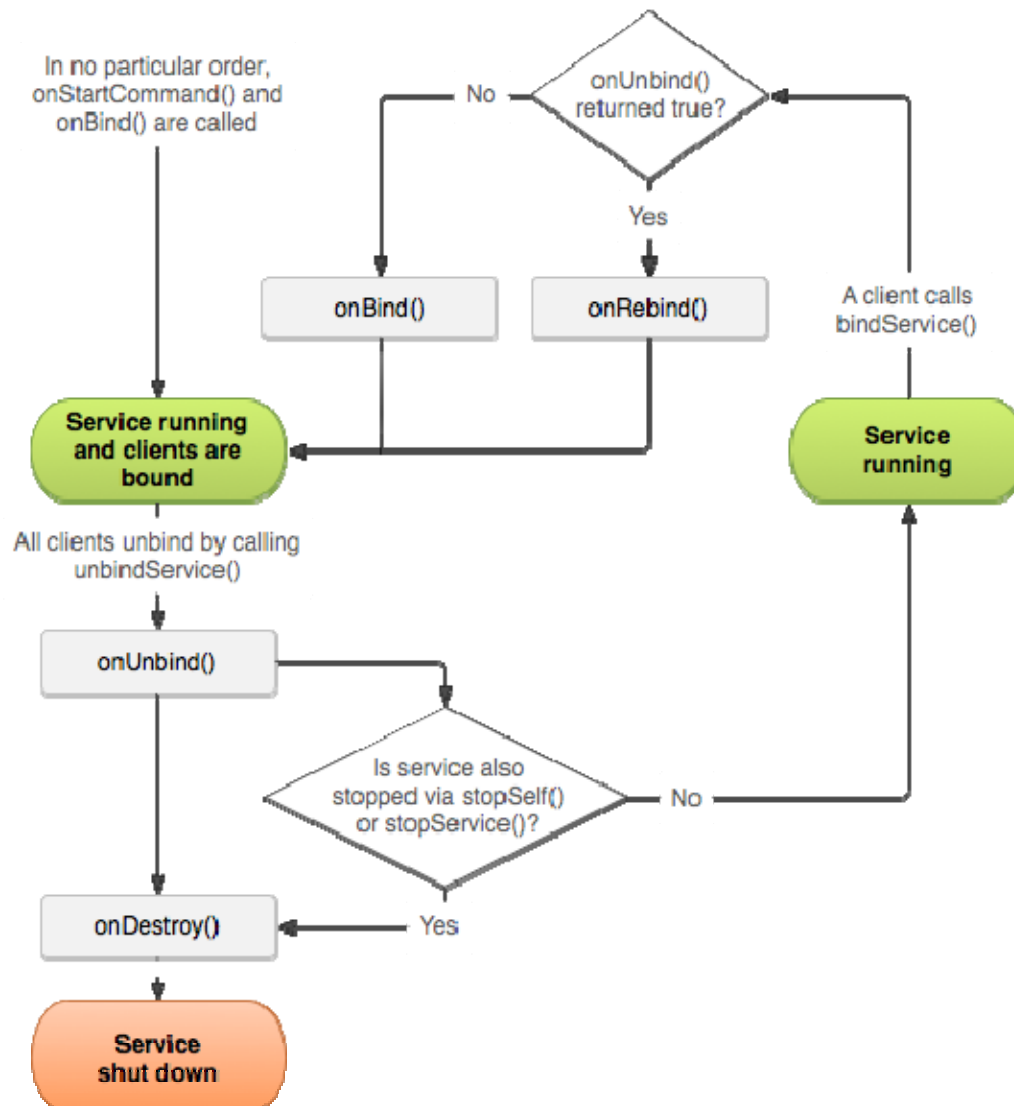 In no particular order,
onStartCommand() and
onBind() are called
onUnbind()
returned true?
No
Yes
onBind()
onRebind()
A client calls
bindService()
Service running
and clients are
bound
Service
running
All clients unbind by calling
unbindService()
onUnbind()
Is service also
stopped via stopSelf()
or stopService()?
No
Yes
onDestroy()
Service
shut down